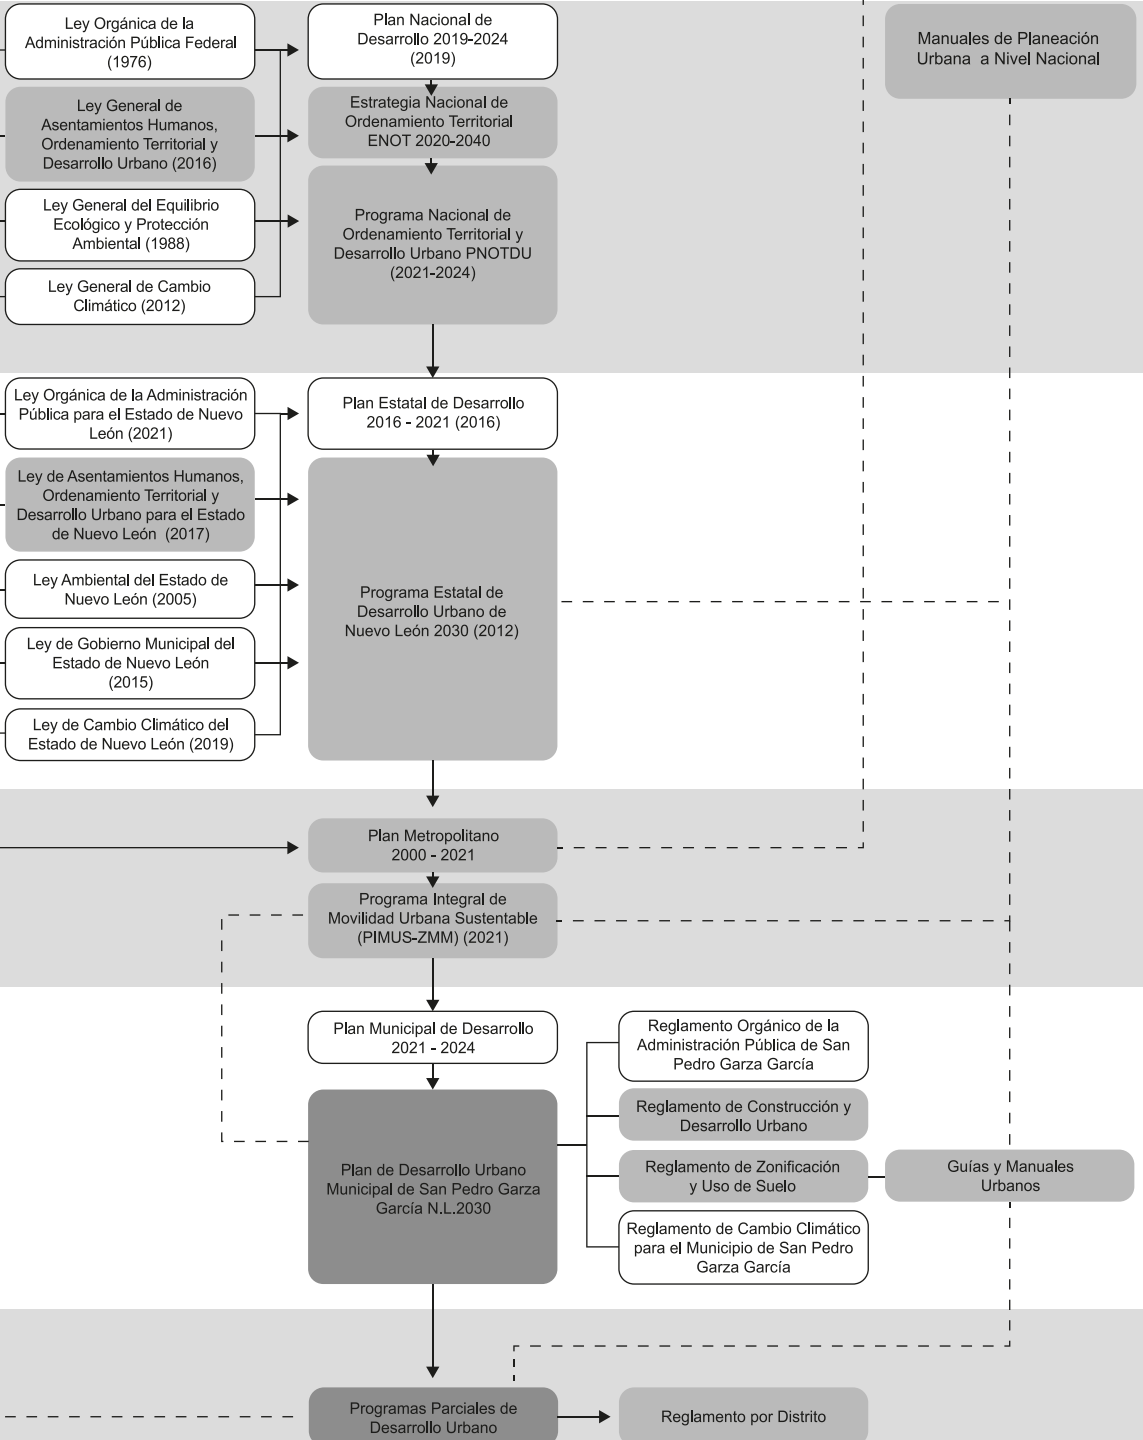 Ley Orgánica de la
Administración Pública Federal
(1976)
Plan Nacional de
Desarrollo 2019-2024
(2019)
Manuales de Planeación
Urbana a Nivel Nacional
Ley General de
Asentamientos Humanos,
Ordenamiento Territorial y
Desarrollo Urbano (2016)
Estrategia Nacional de
Ordenamiento Territorial
ENOT 2020-2040
Ley General del Equilibrio
Ecológico y Protección
Ambiental (1988)
Programa Nacional de
Ordenamiento Territorial y
Desarrollo Urbano PNOTDU
(2021-2024)
Ley General de Cambio
Climático (2012)
Ley Orgánica de la Administración
Pública para el Estado de Nuevo
León (2021)
Plan Estatal de Desarrollo
2016 - 2021 (2016)
Ley de Asentamientos Humanos,
Ordenamiento Territorial y
Desarrollo Urbano para el Estado
de Nuevo León (2017)
Ley Ambiental del Estado de
Nuevo León (2005)
Programa Estatal de
Desarrollo Urbano de
Nuevo León 2030 (2012)
Ley de Gobierno Municipal del
Estado de Nuevo León
(2015)
Ley de Cambio Climático del
Estado de Nuevo León (2019)
Plan Metropolitano
2000 - 2021
Programa Integral de
Movilidad Urbana Sustentable
(PIMUS-ZMM) (2021)
Plan Municipal de Desarrollo
2021 - 2024
Reglamento Orgánico de la
Administración Pública de San
Pedro Garza García
Reglamento de Construcción y
Desarrollo Urbano
Plan de Desarrollo Urbano
Municipal de San Pedro Garza
García N.L.2030
Reglamento de Zonificación
y Uso de Suelo
Guías y Manuales
Urbanos
Reglamento de Cambio Climático
para el Municipio de San Pedro
Garza García
Programas Parciales de
Desarrollo Urbano
Reglamento por Distrito